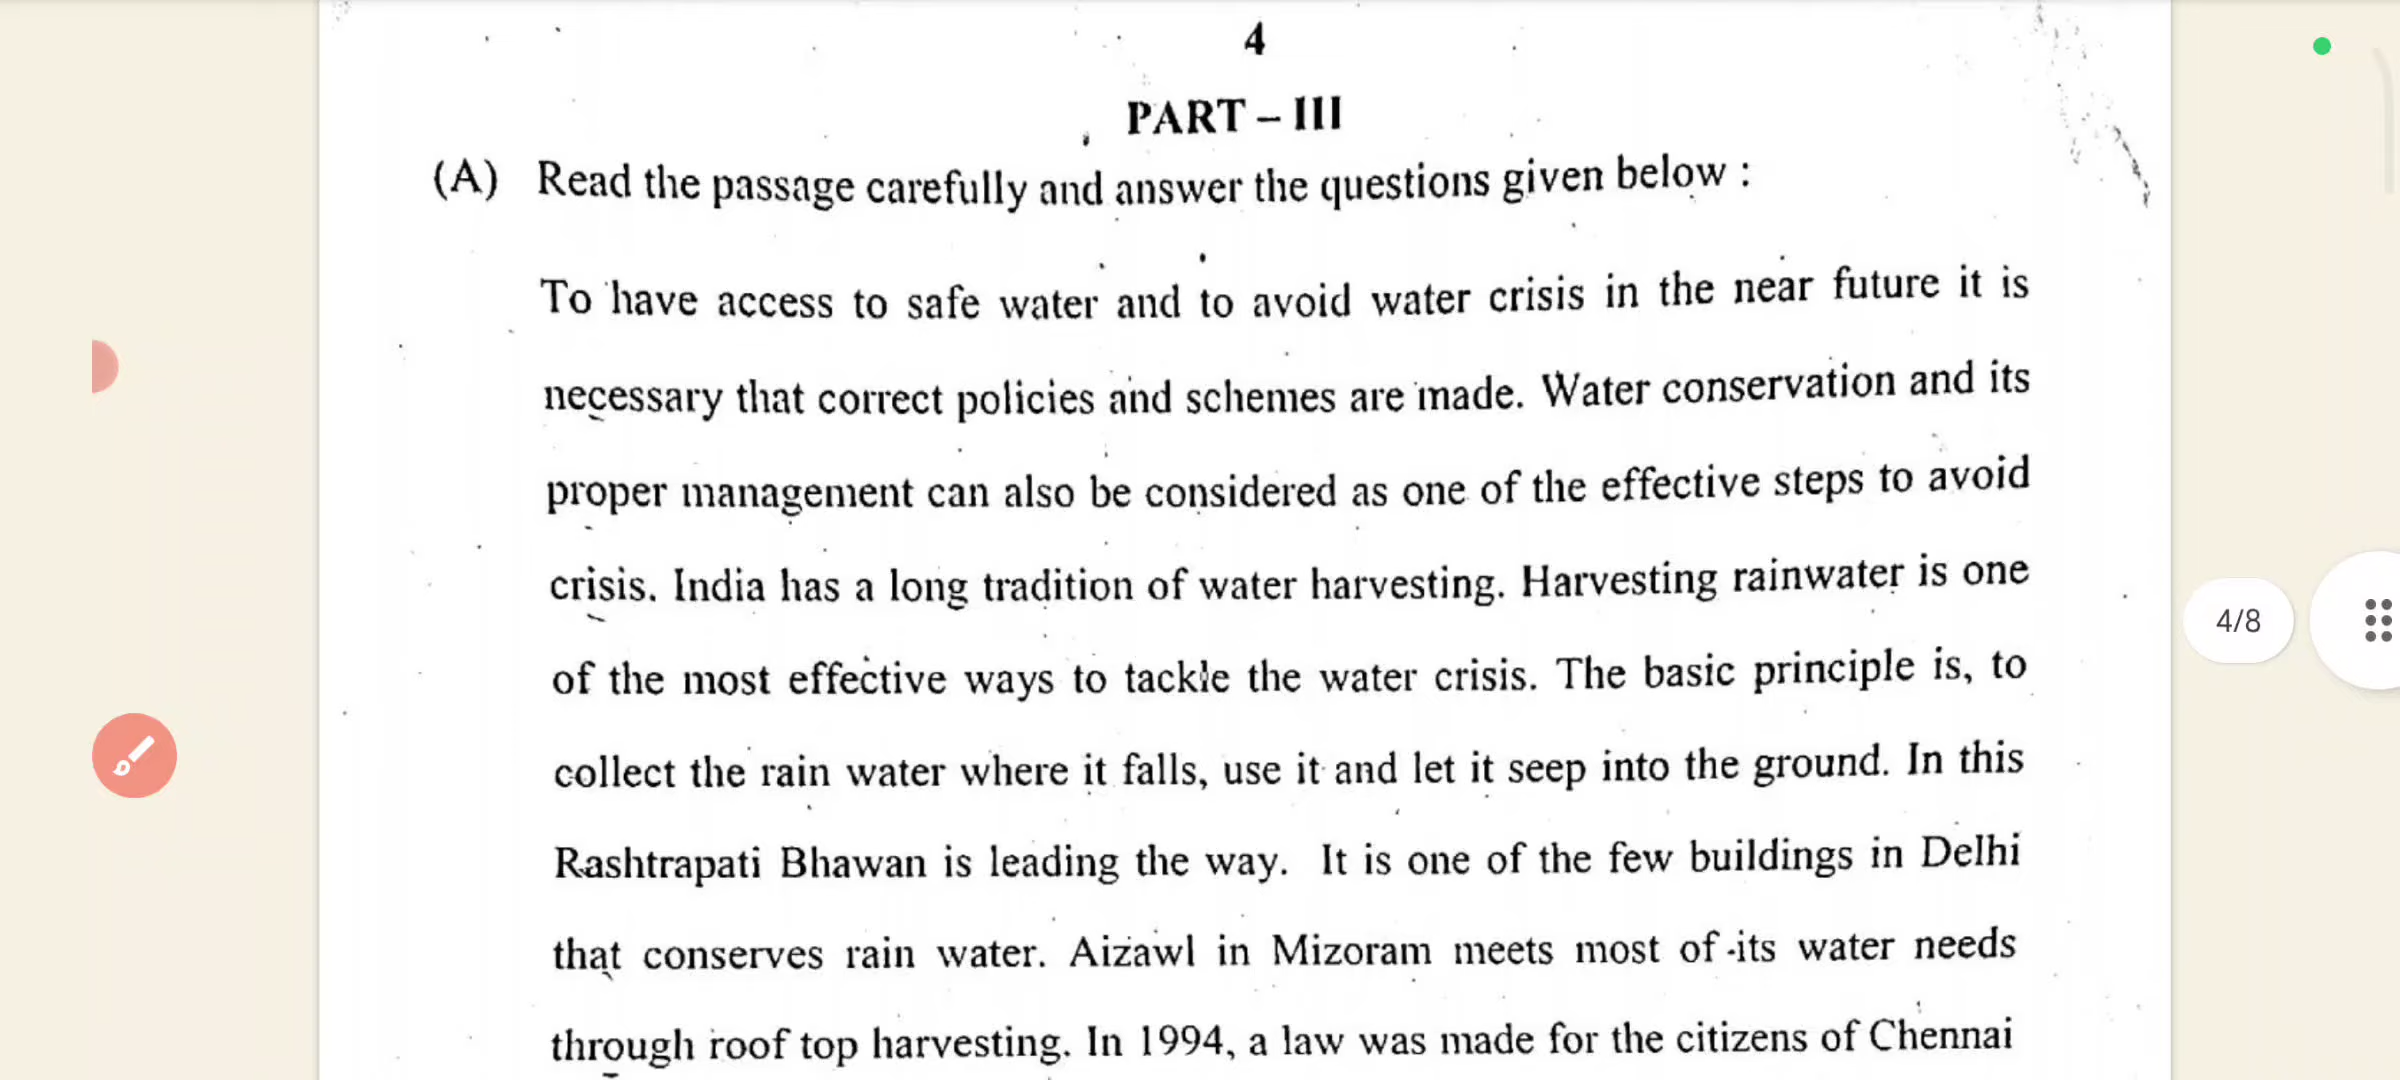 4
PART – III
(A) Read the passage carefully and answer the questions given below :
To have access to safe water and to avoid water crisis in the near future it is
necessary that correct policies and schemes are made. Water conservation and its
proper management can also be considered as one of the effective steps to avoid
crisis. India has a long tradition of water harvesting. Harvesting rainwater is one
of the most effective ways to tackle the water crisis. The basic principle is, to
collect the rain water where it falls, use it and let it seep into the ground. In this
Rashtrapati Bhawan is leading the way. It is one of the few buildings in Delhi
that conserves rain water. Aizawl in Mizoram meets most of its water needs
through roof top harvesting. In 1994, a law was made for the citizens of Chennai
4/8